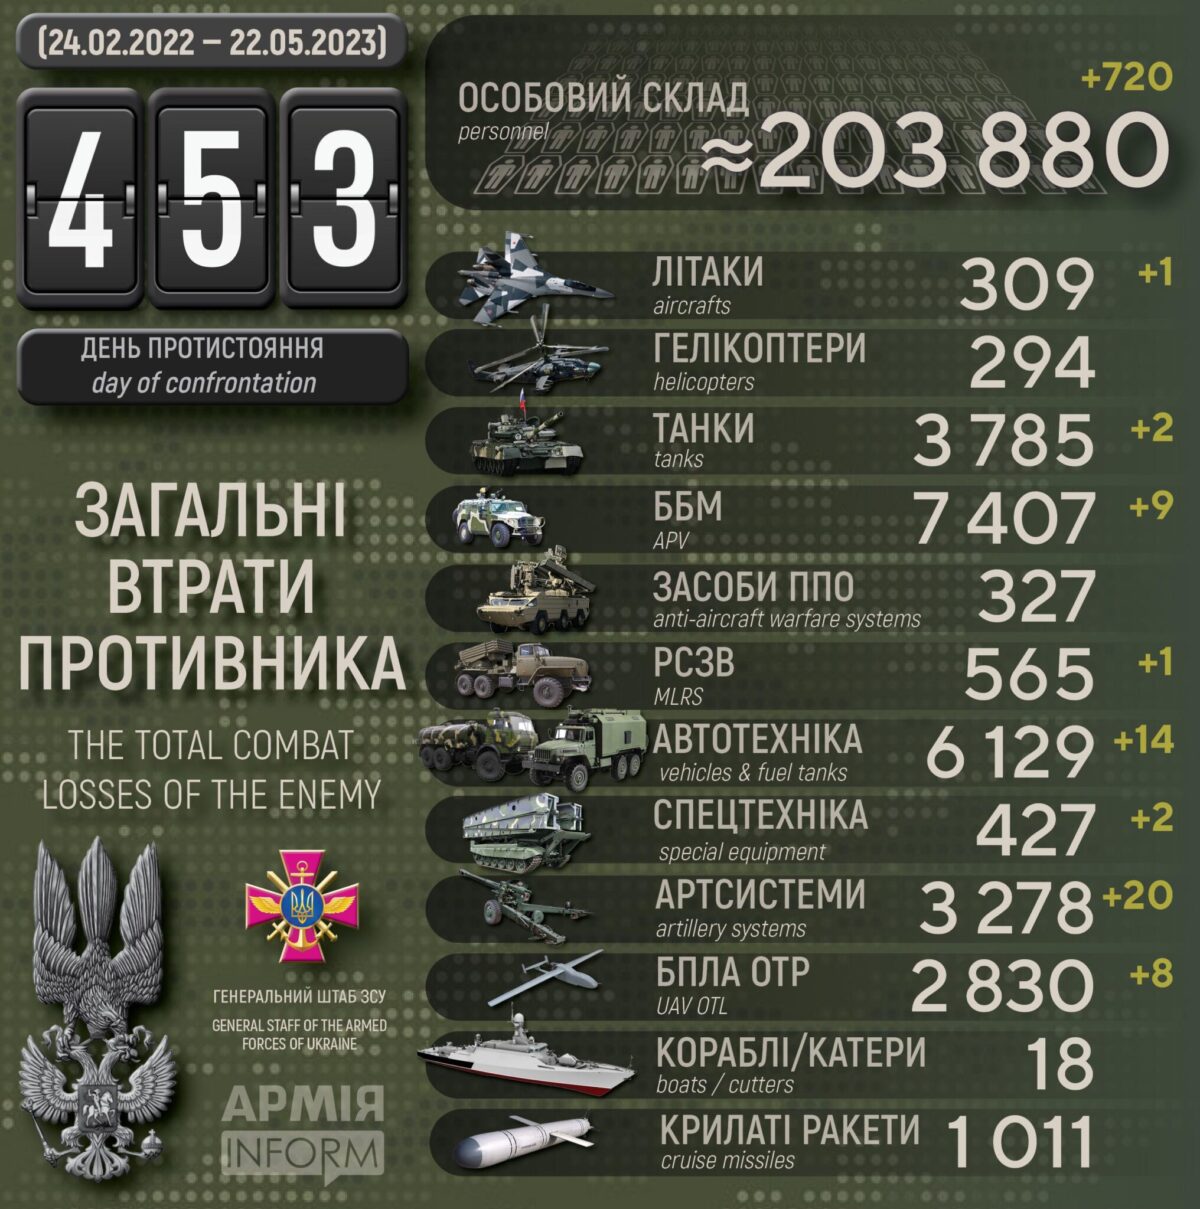 (24.02.2022 – 22.05.2023)
453
ДЕНЬ ПРОТИСТОЯННЯ
day of confrontation
ЗАГАЛЬНІ
ВТРАТИ
ПРОТИВНИКА
THE TOTAL COMBAT
LOSSES OF THE ENEMY
ГЕНЕРАЛЬНИЙ ШТАБ ЗСУ
GENERAL STAFF OF THE ARMED
FORCES OF UKRAINE
АРМІЯ
INFORM
+720
ОСОБОВИЙ СКЛАД
personnel
≈203 880
ЛІТАКИ 309 +1
aircrafts
ГЕЛІКОПТЕРИ 294
helicopters
ТАНКИ 3 785 +2
tanks
ББМ 7 407 +9
APV
ЗАСОБИ ППО 327
anti-aircraft warfare systems
РСЗВ 565 +1
MLRS
АВТОТЕХНІКА 6 129 +14
vehicles & fuel tanks
СПЕЦТЕХНІКА 427 +2
special equipment
АРТСИСТЕМИ 3 278 +20
artillery systems
БПЛА ОТР 2 830 +8
UAV OTL
КОРАБЛІ/КАТЕРИ 18
boats / cutters
КРИЛАТІ РАКЕТИ 1 011
cruise missiles